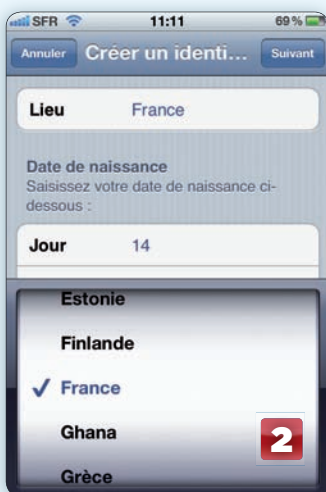 SFR 11:11 69 %
Annuler Créer un identi... Suivant
Lieu France
Date de naissance
Saisissez votre date de naissance ci-
dessous :
Jour 14
Estonie
Finlande
✓ France
Ghana
2
Grèce